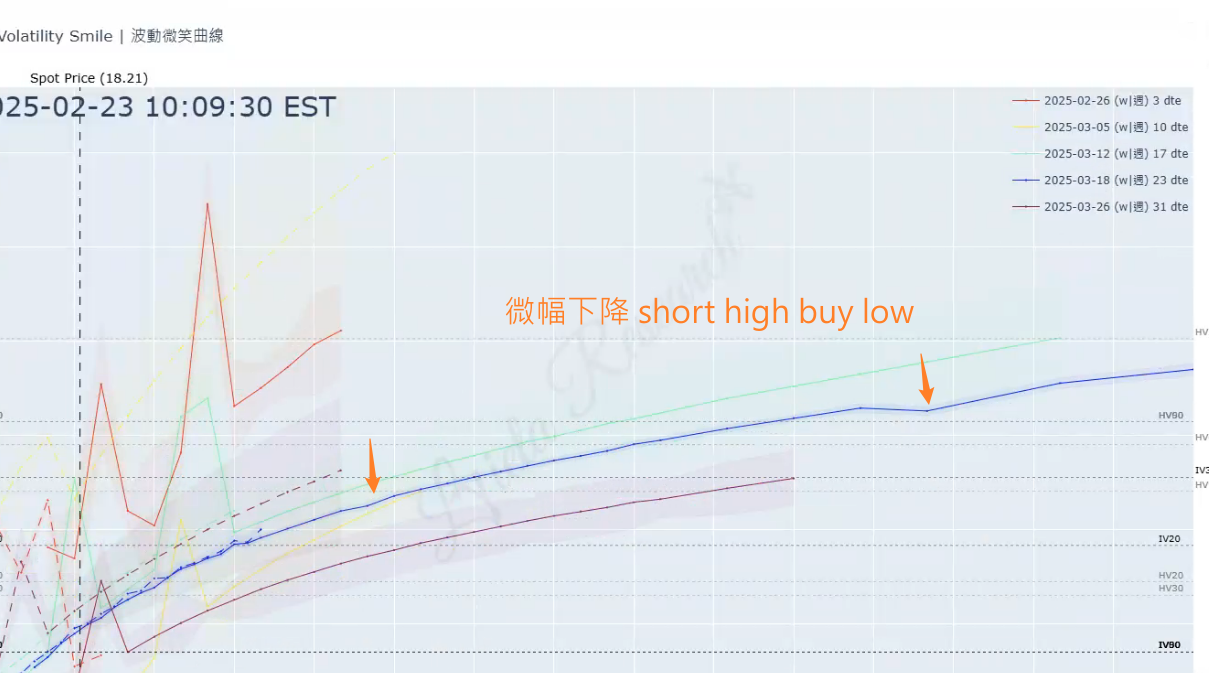 Volatility Smile | 波動微笑曲線
Spot Price (18.21)
025-02-23 10:09:30 EST
2025-02-26 (w|週) 3 dte
2025-03-05 (w|週) 10 dte
2025-03-12 (w|週) 17 dte
2025-03-18 (w|週) 23 dte
2025-03-26 (w|週) 31 dte
微幅下降 short high buy low
HV
HV90
HV
IV3
HV
IV20
HV20
HV30
IV90
Research